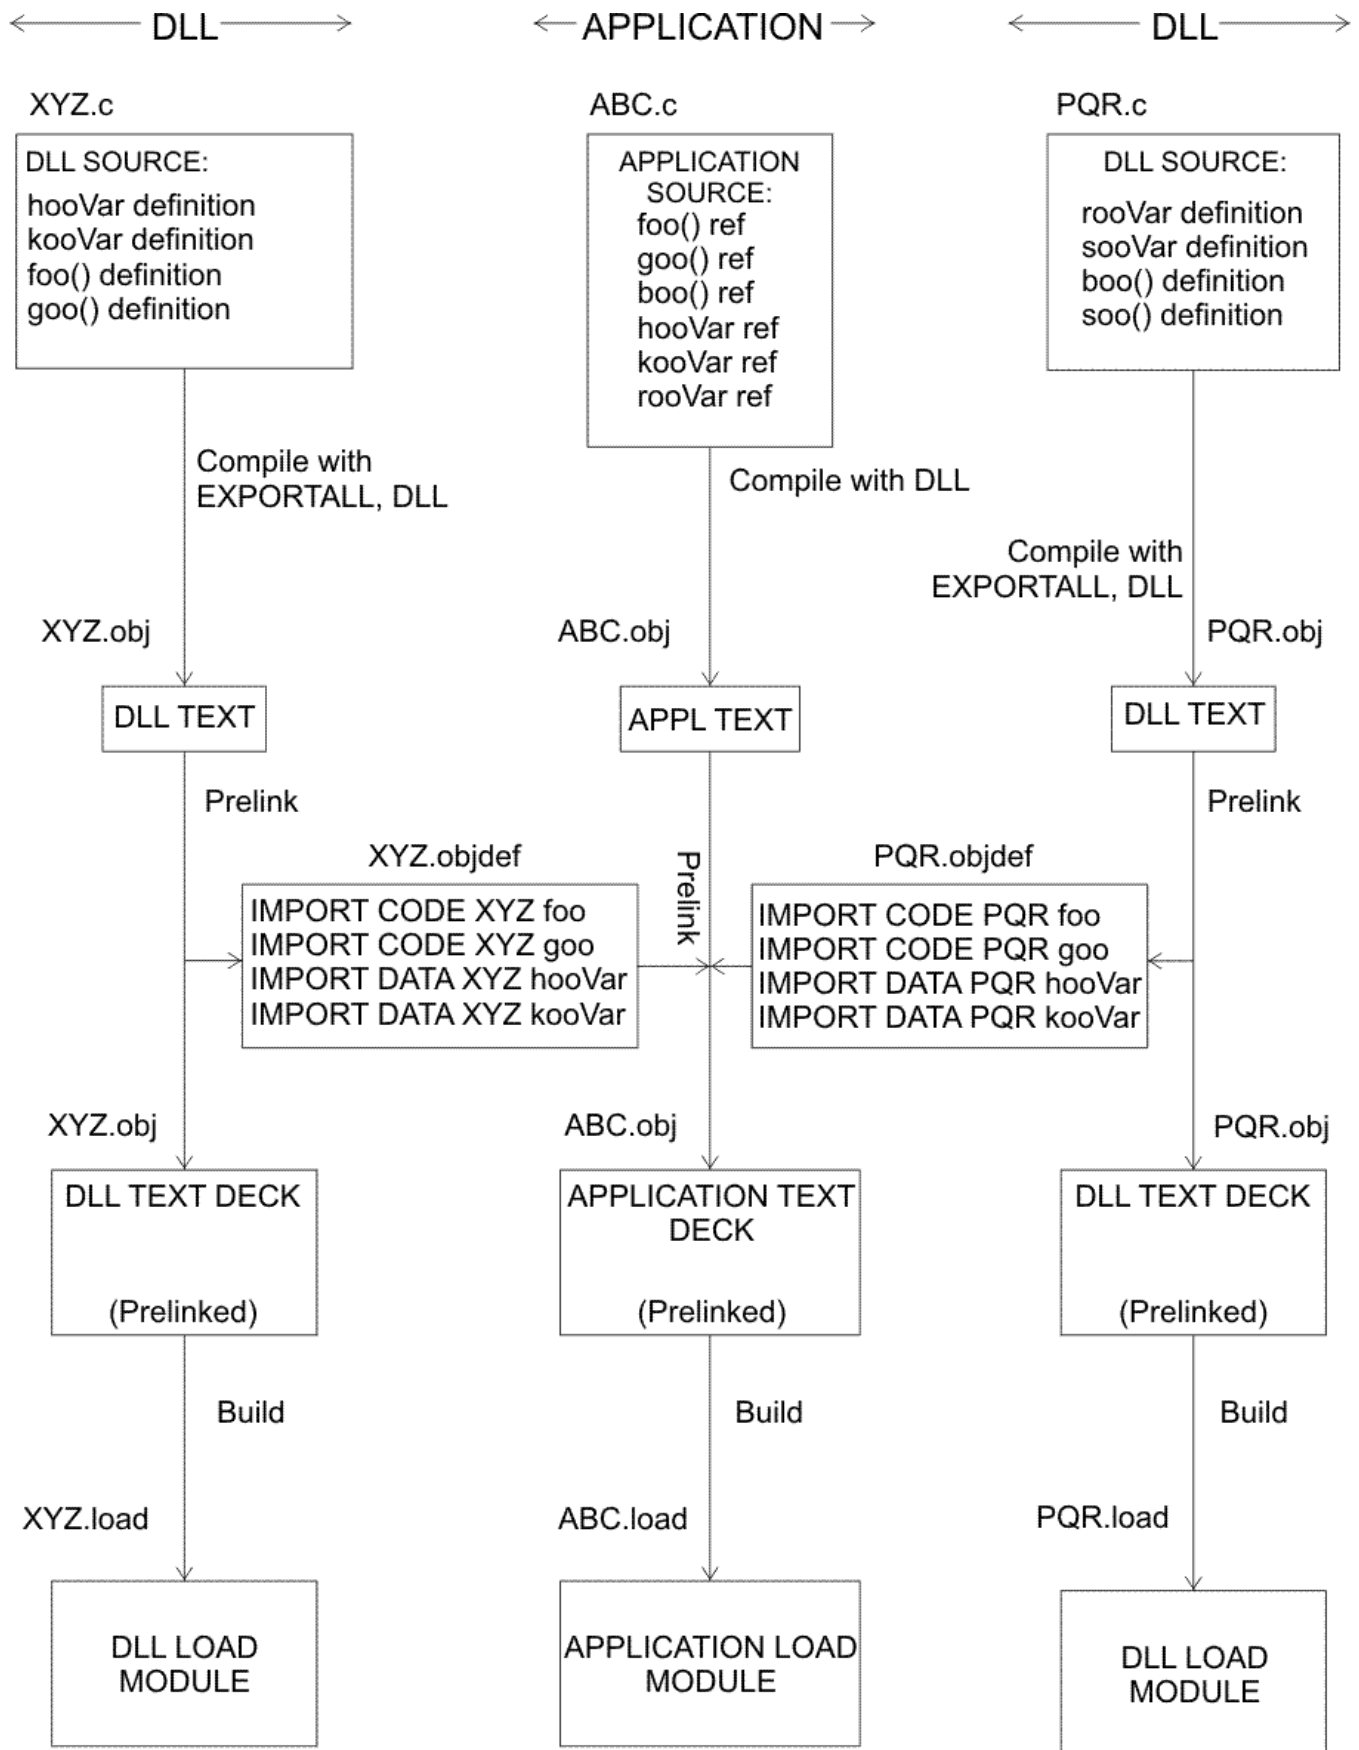 DLL
APPLICATION
DLL
XYZ.c
ABC.c
PQR.c
DLL SOURCE:
hooVar definition
kooVar definition
foo() definition
goo() definition
APPLICATION
SOURCE:
foo() ref
goo() ref
boo() ref
hooVar ref
kooVar ref
rooVar ref
DLL SOURCE:
rooVar definition
sooVar definition
boo() definition
soo() definition
Compile with
EXPORTALL, DLL
Compile with DLL
Compile with
EXPORTALL, DLL
XYZ.obj
ABC.obj
PQR.obj
DLL TEXT
APPL TEXT
DLL TEXT
Prelink
Prelink
Prelink
XYZ.objdef
PQR.objdef
IMPORT CODE XYZ foo
IMPORT CODE XYZ goo
IMPORT DATA XYZ hooVar
IMPORT DATA XYZ kooVar
IMPORT CODE PQR foo
IMPORT CODE PQR goo
IMPORT DATA PQR hooVar
IMPORT DATA PQR kooVar
XYZ.obj
ABC.obj
PQR.obj
DLL TEXT DECK
(Prelinked)
APPLICATION TEXT
DECK
(Prelinked)
DLL TEXT DECK
(Prelinked)
Build
Build
Build
XYZ.load
ABC.load
PQR.load
DLL LOAD
MODULE
APPLICATION LOAD
MODULE
DLL LOAD
MODULE